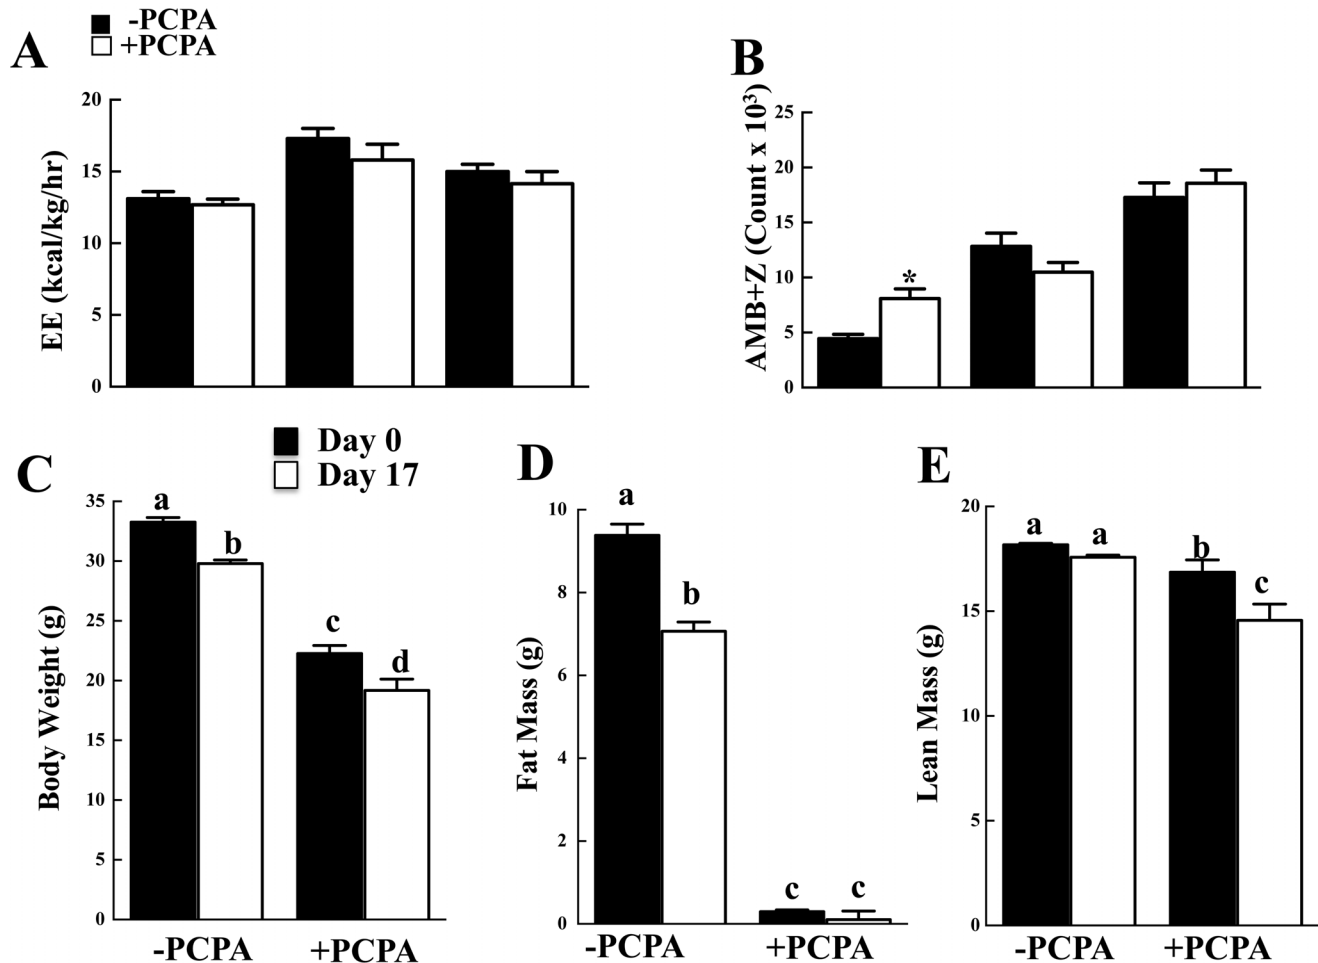 -PCPA
+PCPA
A
EE (kcal/kg/hr)
20
15
10
5
0
B
AMB+Z (Count x 10³)
25
20
15
10
5
0
*
Day 0
Day 17
C
Body Weight (g)
35
30
25
20
15
10
5
0
a
b
c
d
-PCPA
+PCPA
D
Fat Mass (g)
10
8
6
4
2
0
a
b
c
c
-PCPA
+PCPA
E
Lean Mass (g)
20
15
10
5
0
a
a
b
c
-PCPA
+PCPA